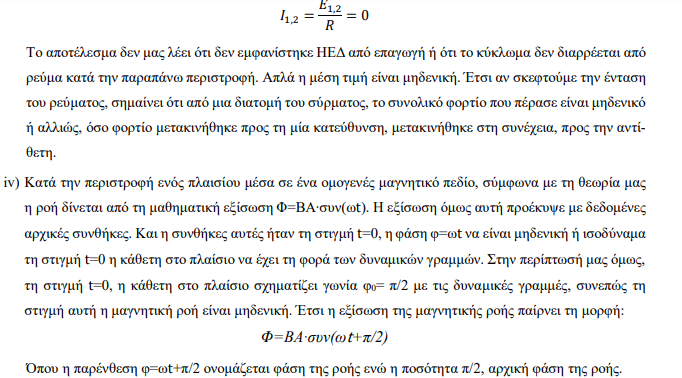 I₁,₂ = E₁,₂/R = 0
Το αποτέλεσμα δεν μας λέει ότι δεν εμφανίστηκε ΗΕΔ από επαγωγή ή ότι το κύκλωμα δεν διαρρέεται από
ρεύμα κατά την παραπάνω περιστροφή. Απλά η μέση τιμή είναι μηδενική. Έτσι αν σκεφτούμε την ένταση
του ρεύματος, σημαίνει ότι από μια διατομή του σύρματος, το συνολικό φορτίο που πέρασε είναι μηδενικό
ή αλλιώς, όσο φορτίο μετακινήθηκε προς τη μία κατεύθυνση, μετακινήθηκε στη συνέχεια, προς την αντί-
θετη.
iv) Κατά την περιστροφή ενός πλαισίου μέσα σε ένα ομογενές μαγνητικό πεδίο, σύμφωνα με τη θεωρία μας
η ροή δίνεται από τη μαθηματική εξίσωση Φ=ΒΑ·συν(ωt). Η εξίσωση όμως αυτή προέκυψε με δεδομένες
αρχικές συνθήκες. Και η συνθήκες αυτές ήταν τη στιγμή t=0, η φάση φ=ωt να είναι μηδενική ή ισοδύναμα
τη στιγμή t=0 η κάθετη στο πλαίσιο να έχει τη φορά των δυναμικών γραμμών. Στην περίπτωσή μας όμως,
τη στιγμή t=0, η κάθετη στο πλαίσιο σχηματίζει γωνία φ₀= π/2 με τις δυναμικές γραμμές, συνεπώς τη
στιγμή αυτή η μαγνητική ροή είναι μηδενική. Έτσι η εξίσωση της μαγνητικής ροής παίρνει τη μορφή:
Φ=ΒΑ·συν(ωt+π/2)
Όπου η παρένθεση φ=ωt+π/2 ονομάζεται φάση της ροής ενώ η ποσότητα π/2, αρχική φάση της ροής.